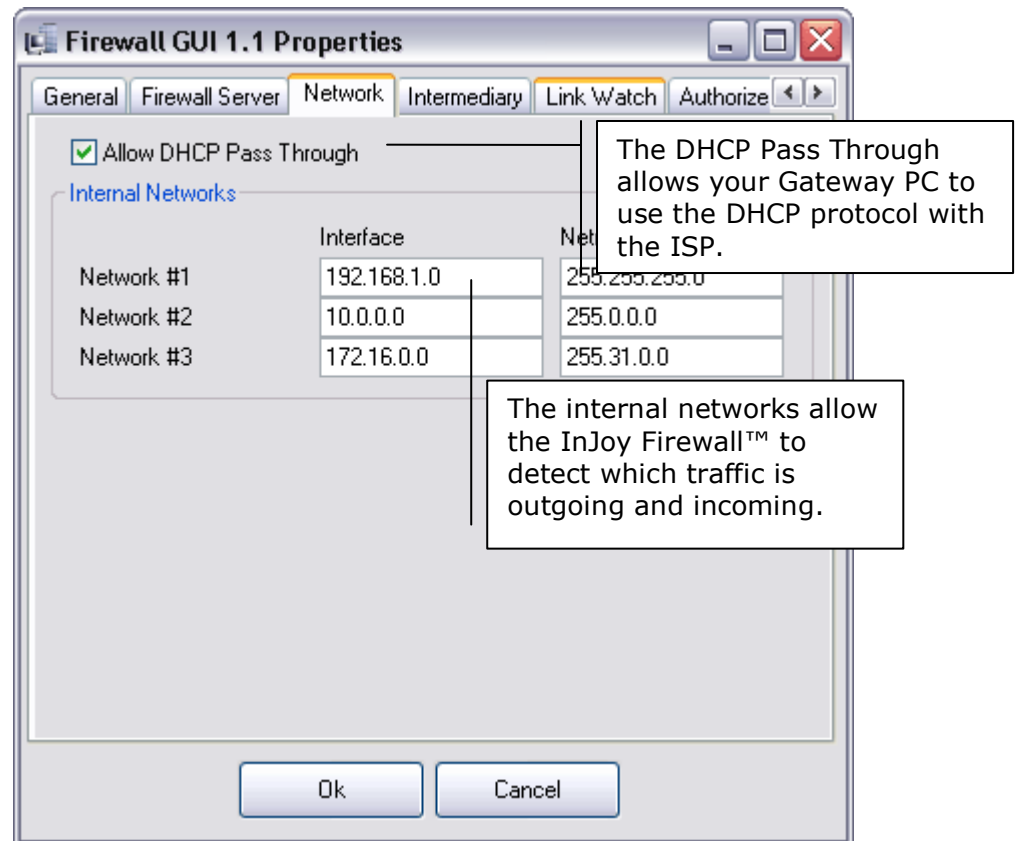 Firewall GUI 1.1 Properties
General Firewall Server Network Intermediary Link Watch Authorize
Allow DHCP Pass Through
The DHCP Pass Through
allows your Gateway PC to
use the DHCP protocol with
the ISP.
Internal Networks
Interface
Network #1 192.168.1.0 255.255.255.0
Network #2 10.0.0.0 255.0.0.0
Network #3 172.16.0.0 255.31.0.0
The internal networks allow
the InJoy Firewall™ to
detect which traffic is
outgoing and incoming.
Ok Cancel